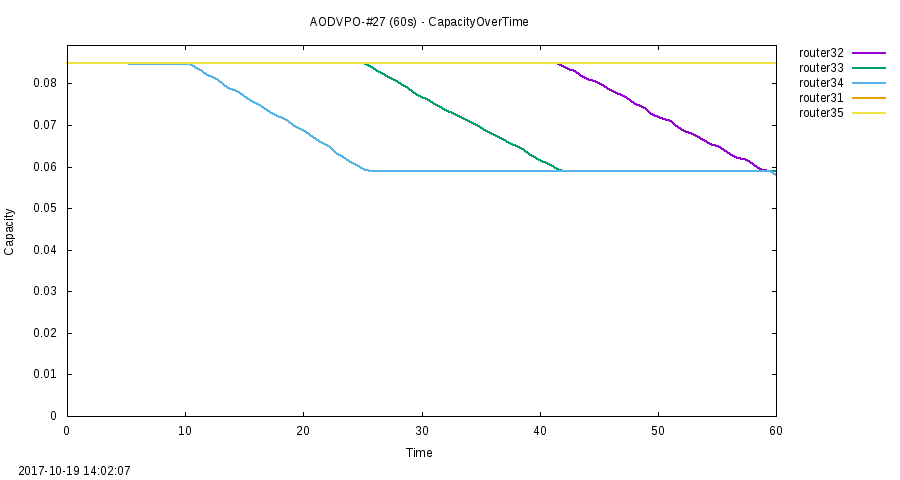 AODVPO-#27 (60s) - CapacityOverTime
router32
router33
router34
router31
router35
0.08
0.07
0.06
0.05
0.04
0.03
0.02
0.01
0
Capacity
0 10 20 30 40 50 60
Time
2017-10-19 14:02:07